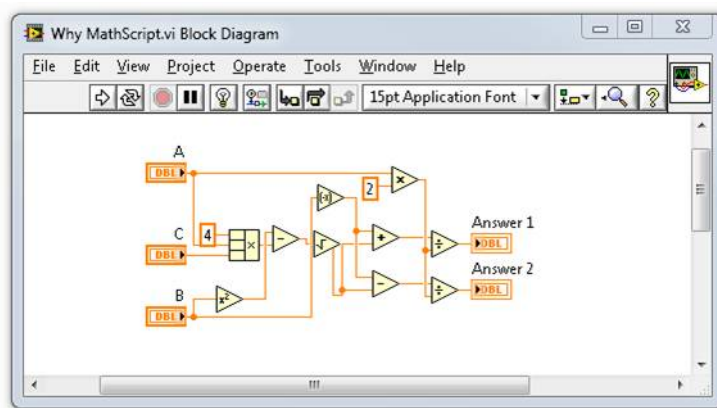 Why MathScript.vi Block Diagram
File Edit View Project Operate Tools Window Help
15pt Application Font
A
DBL
2
×
(-x)
C
4
DBL
×
−
√
+
÷
Answer 1
DBL
Answer 2
B
x²
−
÷
DBL
DBL